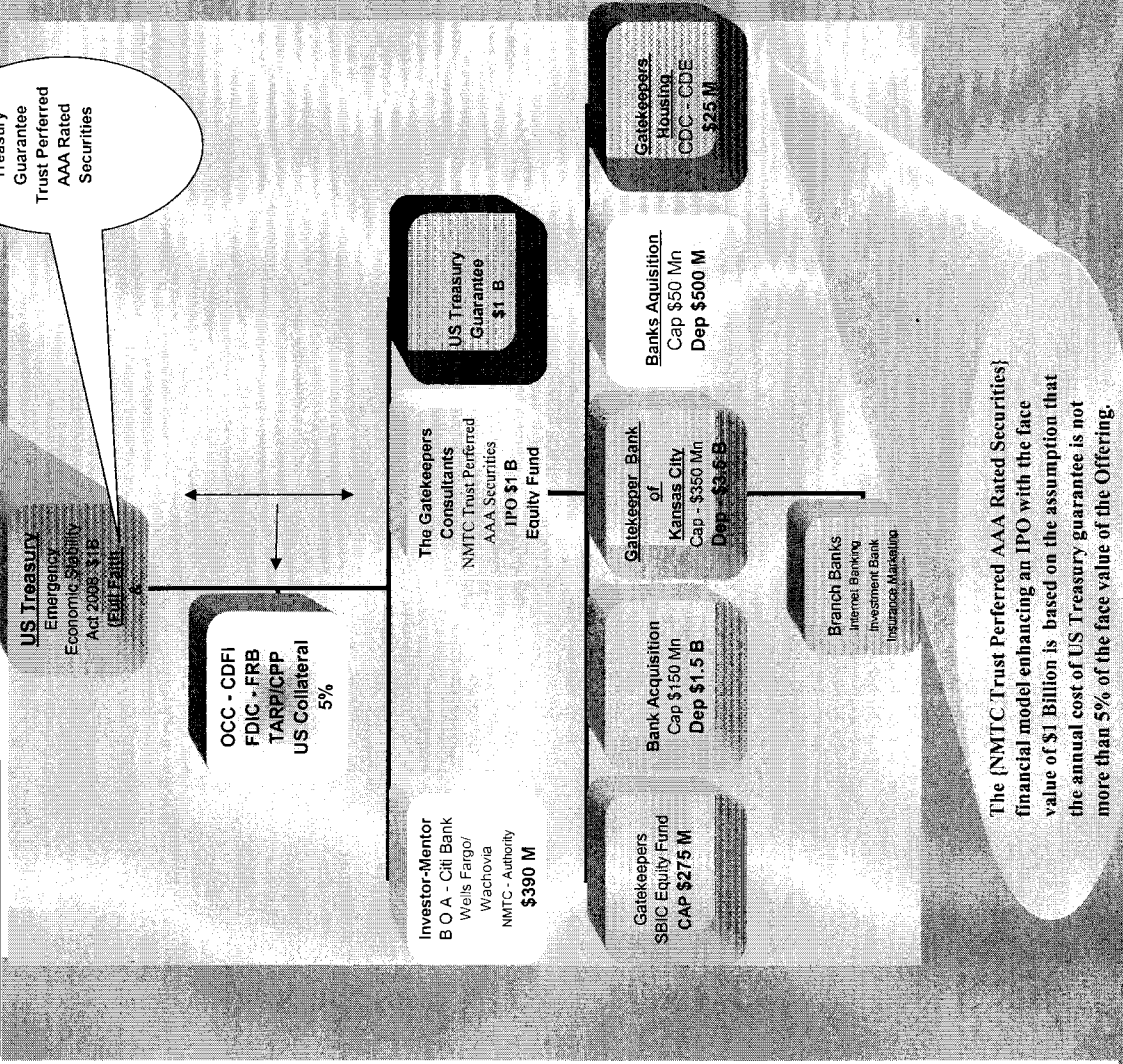 US Treasury
Emergency
Economic Stability
Act 2008- $1B
(Full Faith
&
Treasury
Guarantee
Trust Perferred
AAA Rated
Securities
OCC - CDFi
FDIC - FRB
TARP/CPP
US Collateral
5%
Investor-Mentor
B O A - Citi Bank
Wells Fargo/
Wachovia
NMTC - Authority
$390 M
The Gatekeepers
Consultants
NMTC Trust Perferred
AAA Securities
IPO $1 B
Equity Fund
US Treasury
Guarantee
$1 B
Gatekeepers
SBIC Equity Fund
CAP $275 M
Bank Acquisition
Cap $150 Mn
Dep $1.5 B
Gatekeeper Bank
of
Kansas City
Cap - $350 Mn
Dep - $3.5 B
Banks Aquisition
Cap $50 Mn
Dep $500 M
Gatekeepers
Housing
CDC - CDE
$25 M
Branch Banks
Internet Banking
Investment Bank
Insurance Marketing
The {NMTC Trust Perferred AAA Rated Securities}
financial model enhancing an IPO with the face
value of $1 Billion is based on the assumption that
the annual cost of US Treasury guarantee is not
more than 5% of the face value of the Offering.